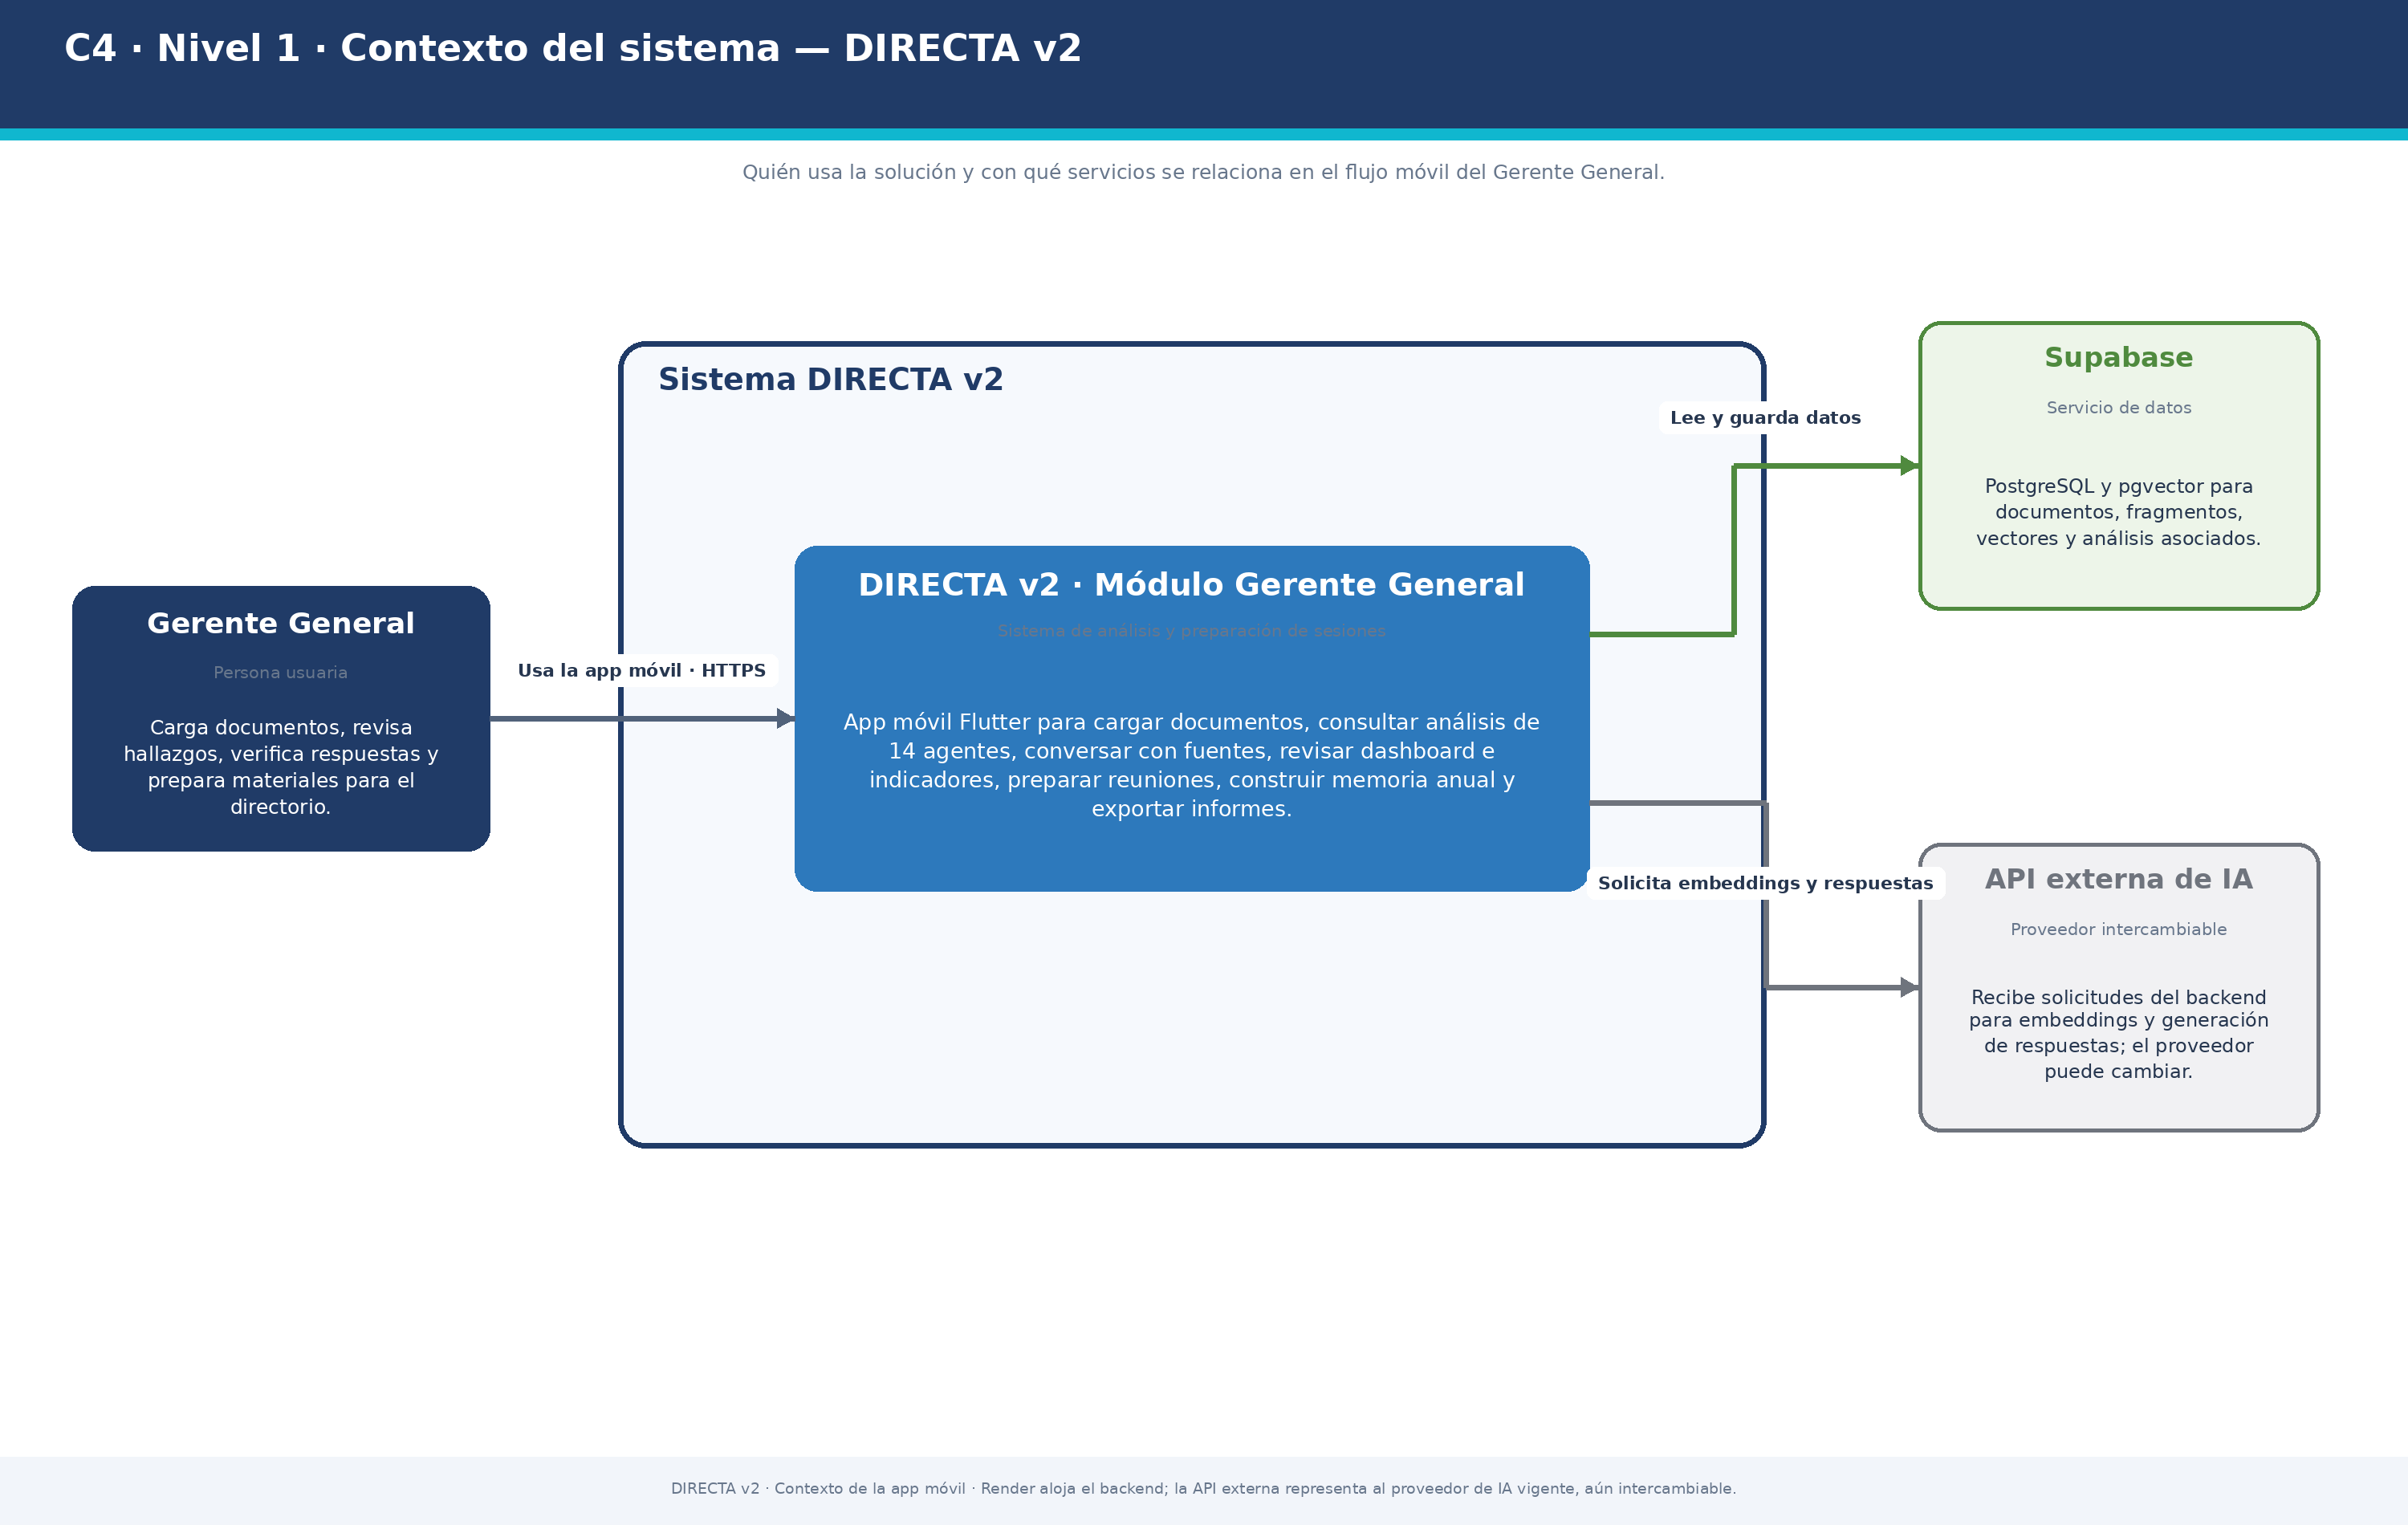 C4 · Nivel 1 · Contexto del sistema — DIRECTA v2
Quién usa la solución y con qué servicios se relaciona en el flujo móvil del Gerente General.
Gerente General
Persona usuaria
Carga documentos, revisa
hallazgos, verifica respuestas y
prepara materiales para el
directorio.
Usa la app móvil · HTTPS
Sistema DIRECTA v2
DIRECTA v2 · Módulo Gerente General
Sistema de análisis y preparación de sesiones
App móvil Flutter para cargar documentos, consultar análisis de
14 agentes, conversar con fuentes, revisar dashboard e
indicadores, preparar reuniones, construir memoria anual y
exportar informes.
Lee y guarda datos
Supabase
Servicio de datos
PostgreSQL y pgvector para
documentos, fragmentos,
vectores y análisis asociados.
Solicita embeddings y respuestas
API externa de IA
Proveedor intercambiable
Recibe solicitudes del backend
para embeddings y generación
de respuestas; el proveedor
puede cambiar.
DIRECTA v2 · Contexto de la app móvil · Render aloja el backend; la API externa representa al proveedor de IA vigente, aún intercambiable.